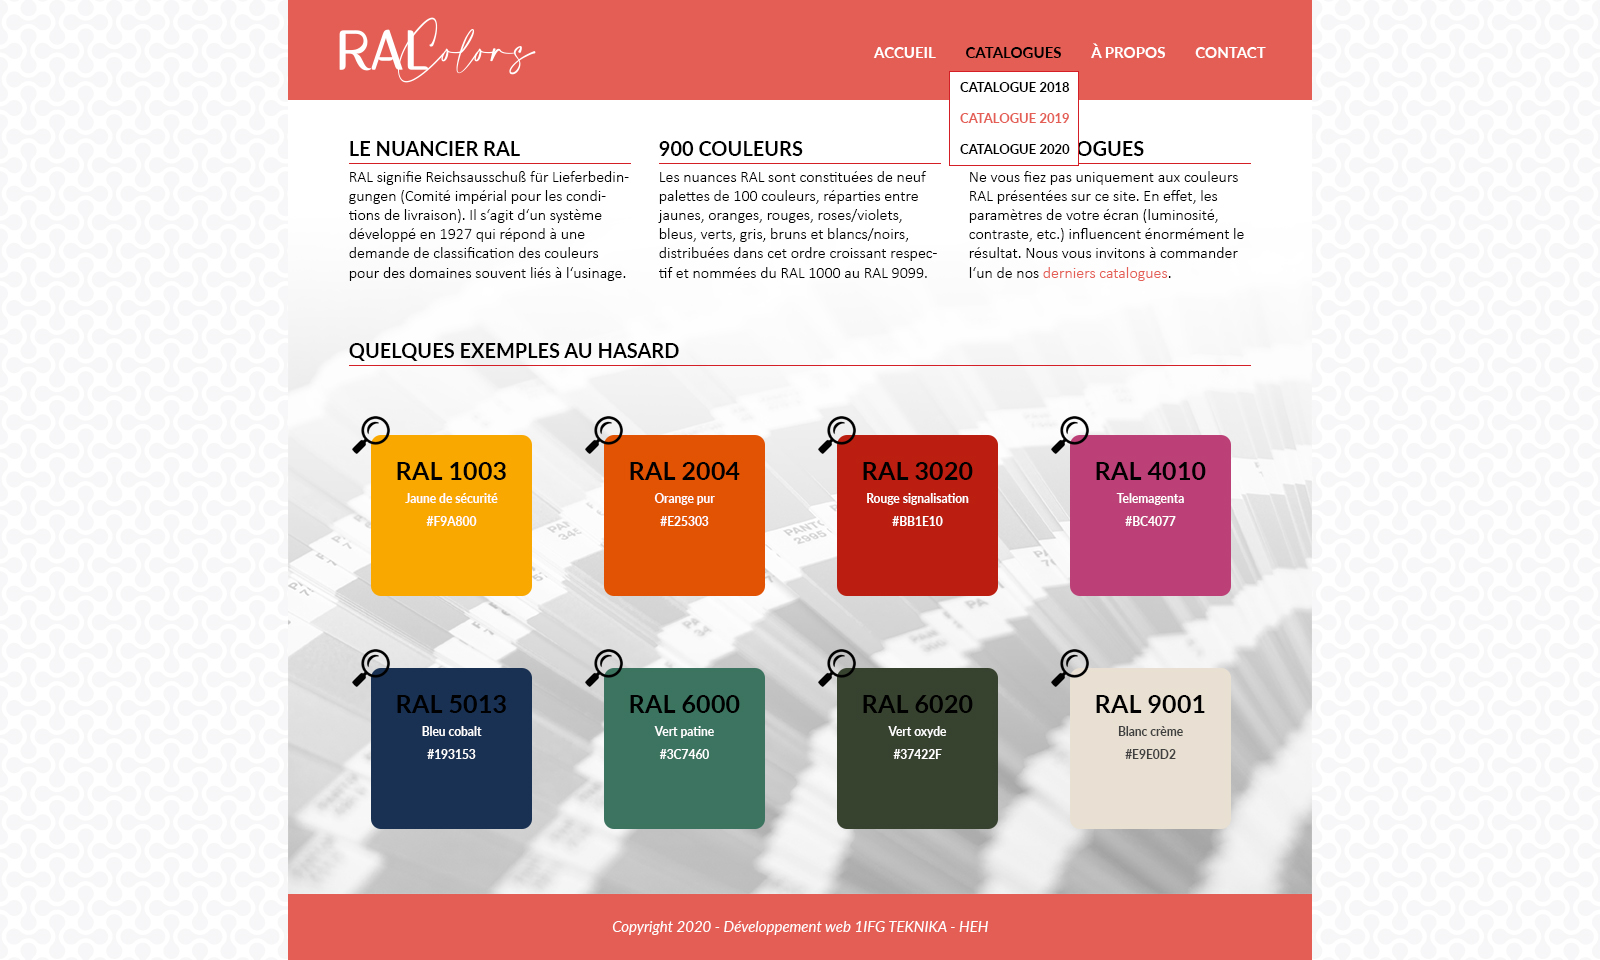 RAL Colors
ACCUEIL CATALOGUES À PROPOS CONTACT
CATALOGUE 2018
CATALOGUE 2019
CATALOGUE 2020
LE NUANCIER RAL
RAL signifie Reichsausschuß für Lieferbedin-
gungen (Comité impérial pour les condi-
tions de livraison). Il s'agit d'un système
développé en 1927 qui répond à une
demande de classification des couleurs
pour des domaines souvent liés à l'usinage.
900 COULEURS
Les nuances RAL sont constituées de neuf
palettes de 100 couleurs, réparties entre
jaunes, oranges, rouges, roses/violets,
bleus, verts, gris, bruns et blancs/noirs,
distribuées dans cet ordre croissant respec-
tif et nommées du RAL 1000 au RAL 9099.
OGUES
Ne vous fiez pas uniquement aux couleurs
RAL présentées sur ce site. En effet, les
paramètres de votre écran (luminosité,
contraste, etc.) influencent énormément le
résultat. Nous vous invitons à commander
l'un de nos derniers catalogues.
QUELQUES EXEMPLES AU HASARD
RAL 1003
Jaune de sécurité
#F9A800
RAL 2004
Orange pur
#E25303
RAL 3020
Rouge signalisation
#BB1E10
RAL 4010
Telemagenta
#BC4077
RAL 5013
Bleu cobalt
#193153
RAL 6000
Vert patine
#3C7460
RAL 6020
Vert oxyde
#37422F
RAL 9001
Blanc crème
#E9E0D2
PANT
2995
Copyright 2020 - Développement web 1IFG TEKNIKA - HEH